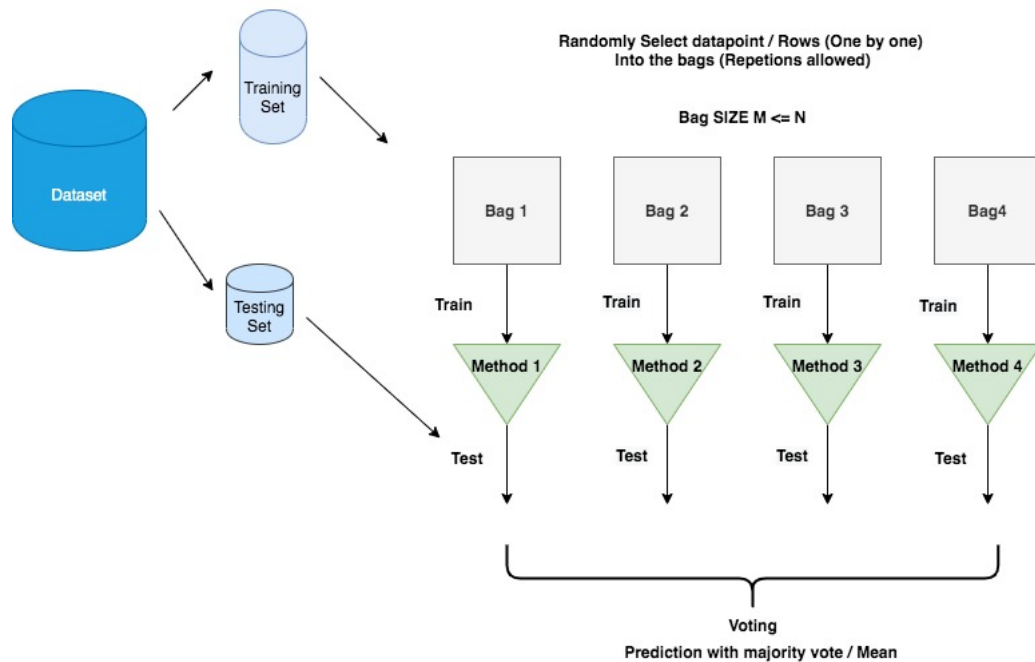 Randomly Select datapoint / Rows (One by one)
Into the bags (Repetions allowed)
Training
Set
Bag SIZE M <= N
Dataset
Bag 1
Bag 2
Bag 3
Bag4
Testing
Set
Train
Train
Train
Train
Method 1
Method 2
Method 3
Method 4
Test
Test
Test
Test
Voting
Prediction with majority vote / Mean